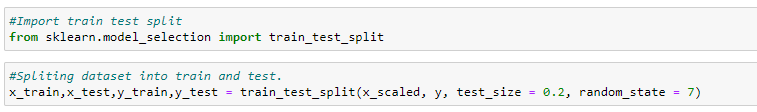 #Import train test split
from sklearn.model_selection import train_test_split
#Spliting dataset into train and test.
x_train,x_test,y_train,y_test = train_test_split(x_scaled, y, test_size = 0.2, random_state = 7)